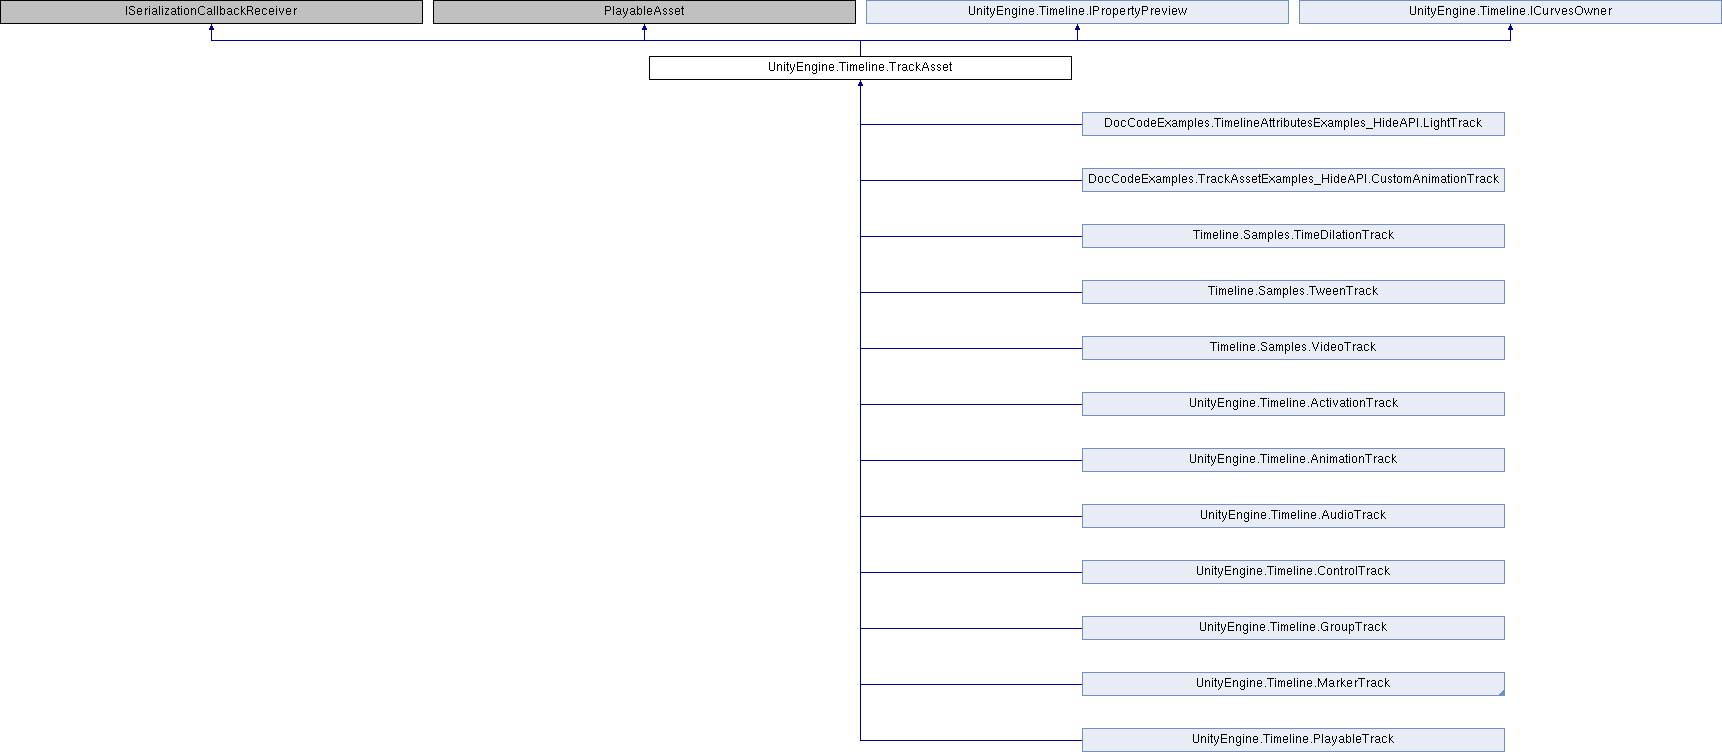 ISerializationCallbackReceiver
PlayableAsset
UnityEngine.Timeline.IPropertyPreview
UnityEngine.Timeline.ICurvesOwner
UnityEngine.Timeline.TrackAsset
DocCodeExamples.TimelineAttributesExamples_HideAPI.LightTrack
DocCodeExamples.TrackAssetExamples_HideAPI.CustomAnimationTrack
Timeline.Samples.TimeDilationTrack
Timeline.Samples.TweenTrack
Timeline.Samples.VideoTrack
UnityEngine.Timeline.ActivationTrack
UnityEngine.Timeline.AnimationTrack
UnityEngine.Timeline.AudioTrack
UnityEngine.Timeline.ControlTrack
UnityEngine.Timeline.GroupTrack
UnityEngine.Timeline.MarkerTrack
UnityEngine.Timeline.PlayableTrack